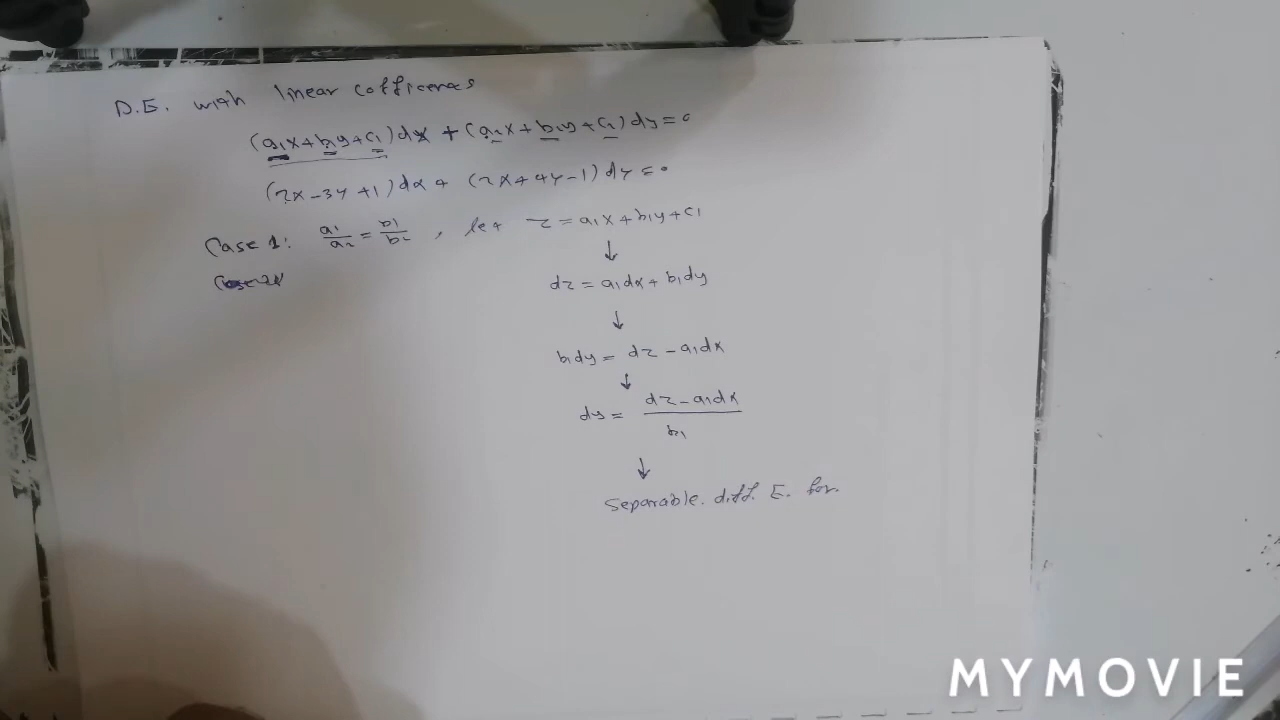 D.E. with linear cofficences
(a1x+b1y+c1)dx + (a2x+b2y+c2)dy=0
(2x-3y+1)dx+ (2x+4y-1)dy=0
Case 1: a1/a2 = b1/b2 , let z=a1x+b1y+c1
↓
dz=a1dx+b1dy
↓
b1dy= dz-a1dx
↓
dy= dz-a1dx / b1
↓
Separable. diff. E. for.
MYMOVIE